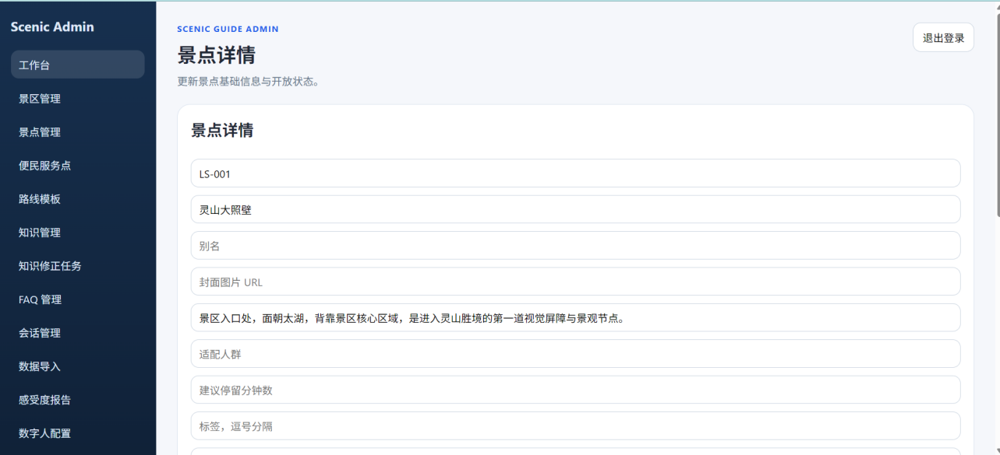 Scenic Admin
工作台
景区管理
景点管理
便民服务点
路线模板
知识管理
知识修正任务
FAQ 管理
会话管理
数据导入
感受度报告
数字人配置
SCENIC GUIDE ADMIN
景点详情
更新景点基础信息与开放状态。
退出登录
景点详情
LS-001
灵山大照壁
别名
封面图片 URL
景区入口处，面朝太湖，背靠景区核心区域，是进入灵山胜境的第一道视觉屏障与景观节点。
适配人群
建议停留分钟数
标签，逗号分隔